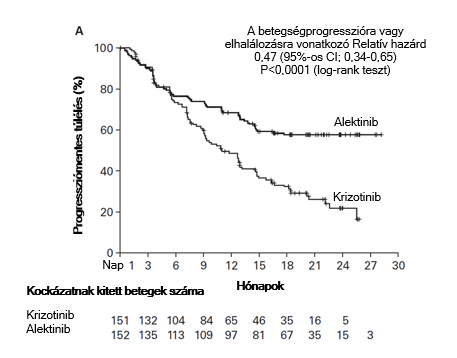 A
A betegségprogresszióra vagy
elhalálozásra vonatkozó Relatív hazárd
0,47 (95%-os CI; 0,34-0,65)
P<0,0001 (log-rank teszt)
Progressziómentes túlélés (%)
100
80
60
40
20
0
Alektinib
Krizotinib
Nap 1 3 6 9 12 15 18 21 24 27 30
Hónapok
Kockázatnak kitett betegek száma
Krizotinib 151 132 104 84 65 46 35 16 5
Alektinib 152 135 113 109 97 81 67 35 15 3